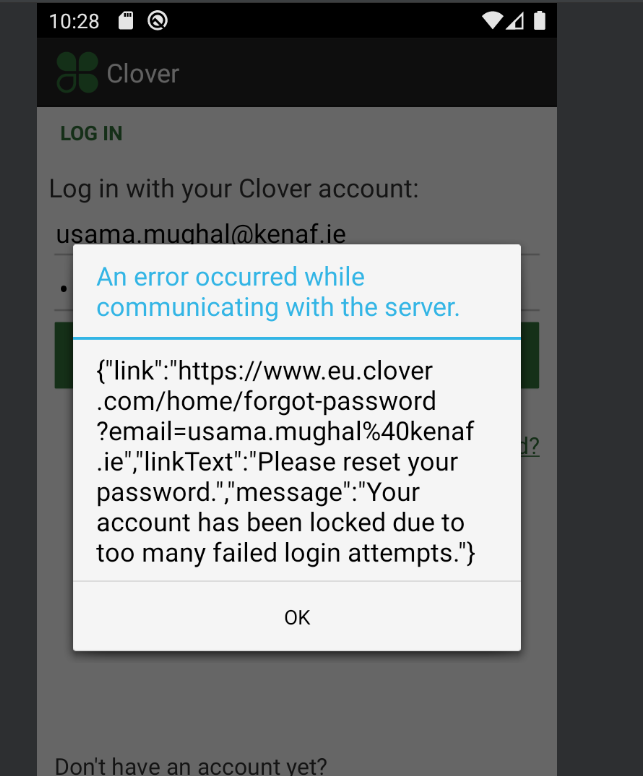 10:28
Clover
LOG IN
Log in with your Clover account:
usama.mughal@kenaf.ie
An error occurred while
communicating with the server.
{"link":"https://www.eu.clover
.com/home/forgot-password
?email=usama.mughal%40kenaf
.ie","linkText":"Please reset your
password.","message":"Your
account has been locked due to
too many failed login attempts."}
d?
OK
Don't have an account yet?